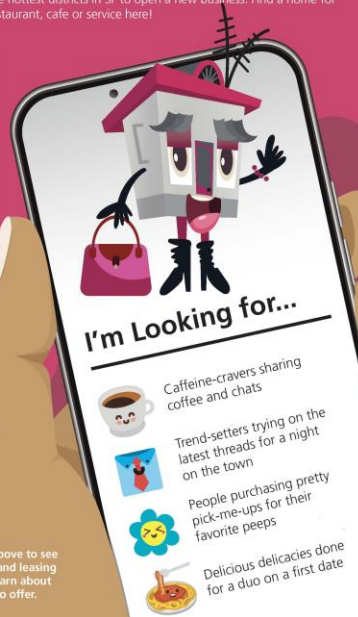 e hottest districts in SF to open a new business. Find a home for
staurant, cafe or service here!
I'm Looking for...
Caffeine-cravers sharing
coffee and chats
Trend-setters trying on the
latest threads for a night
on the town
People purchasing pretty
pick-me-ups for their
favorite peeps
Delicious delicacies done
for a duo on a first date
bove to see
and leasing
arn about
o offer.